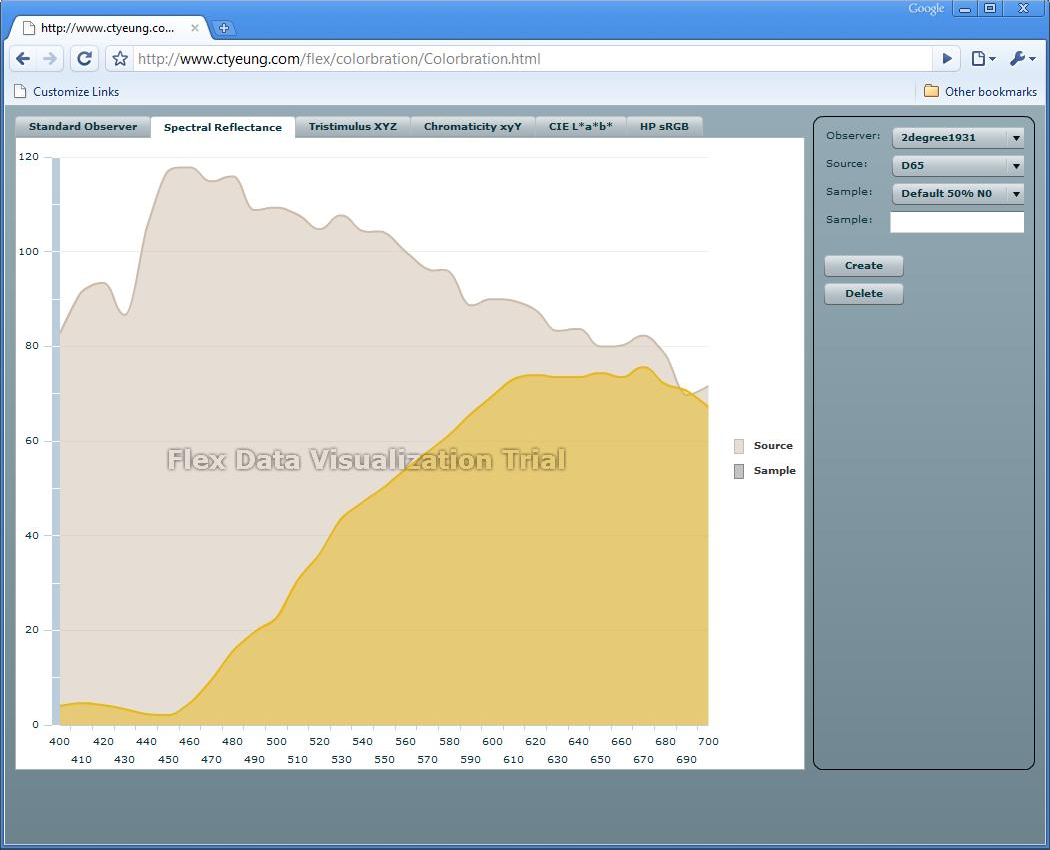 Google
http://www.ctyeung.co...
http://www.ctyeung.com/flex/colorbration/Colorbration.html
Customize Links
Other bookmarks
Standard Observer
Spectral Reflectance
Tristimulus XYZ
Chromaticity xyY
CIE L*a*b*
HP sRGB
120
100
80
60
40
20
0
Flex Data Visualization Trial
400 420 440 460 480 500 520 540 560 580 600 620 640 660 680 700
410 430 450 470 490 510 530 550 570 590 610 630 650 670 690
Source
Sample
Observer: 2degree1931
Source: D65
Sample: Default 50% N0
Sample:
Create
Delete